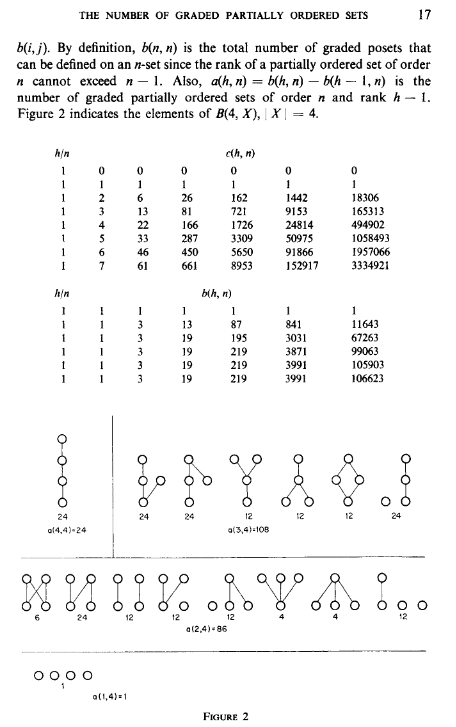 THE NUMBER OF GRADED PARTIALLY ORDERED SETS 17
b(i, j). By definition, b(n, n) is the total number of graded posets that
can be defined on an n-set since the rank of a partially ordered set of order
n cannot exceed n − 1. Also, a(h, n) = b(h, n) − b(h − 1, n) is the
number of graded partially ordered sets of order n and rank h − 1.
Figure 2 indicates the elements of B(4, X), | X | = 4.
h/n c(h, n)
1 0 0 0 0 0 0
1 1 1 1 1 1 1
1 2 6 26 162 1442 18306
1 3 13 81 721 9153 165313
1 4 22 166 1726 24814 494902
1 5 33 287 3309 50975 1058493
1 6 46 450 5650 91866 1957066
1 7 61 661 8953 152917 3334921
h/n b(h, n)
1 1 1 1 1 1 1
1 1 3 13 87 841 11643
1 1 3 19 195 3031 67263
1 1 3 19 219 3871 99063
1 1 3 19 219 3991 105903
1 1 3 19 219 3991 106623
24 24 24 12 12 12 24
a(4,4)=24 a(3,4)=108
6 24 12 12 12 4 4 12
a(2,4)=86
1
a(1,4)=1
FIGURE 2